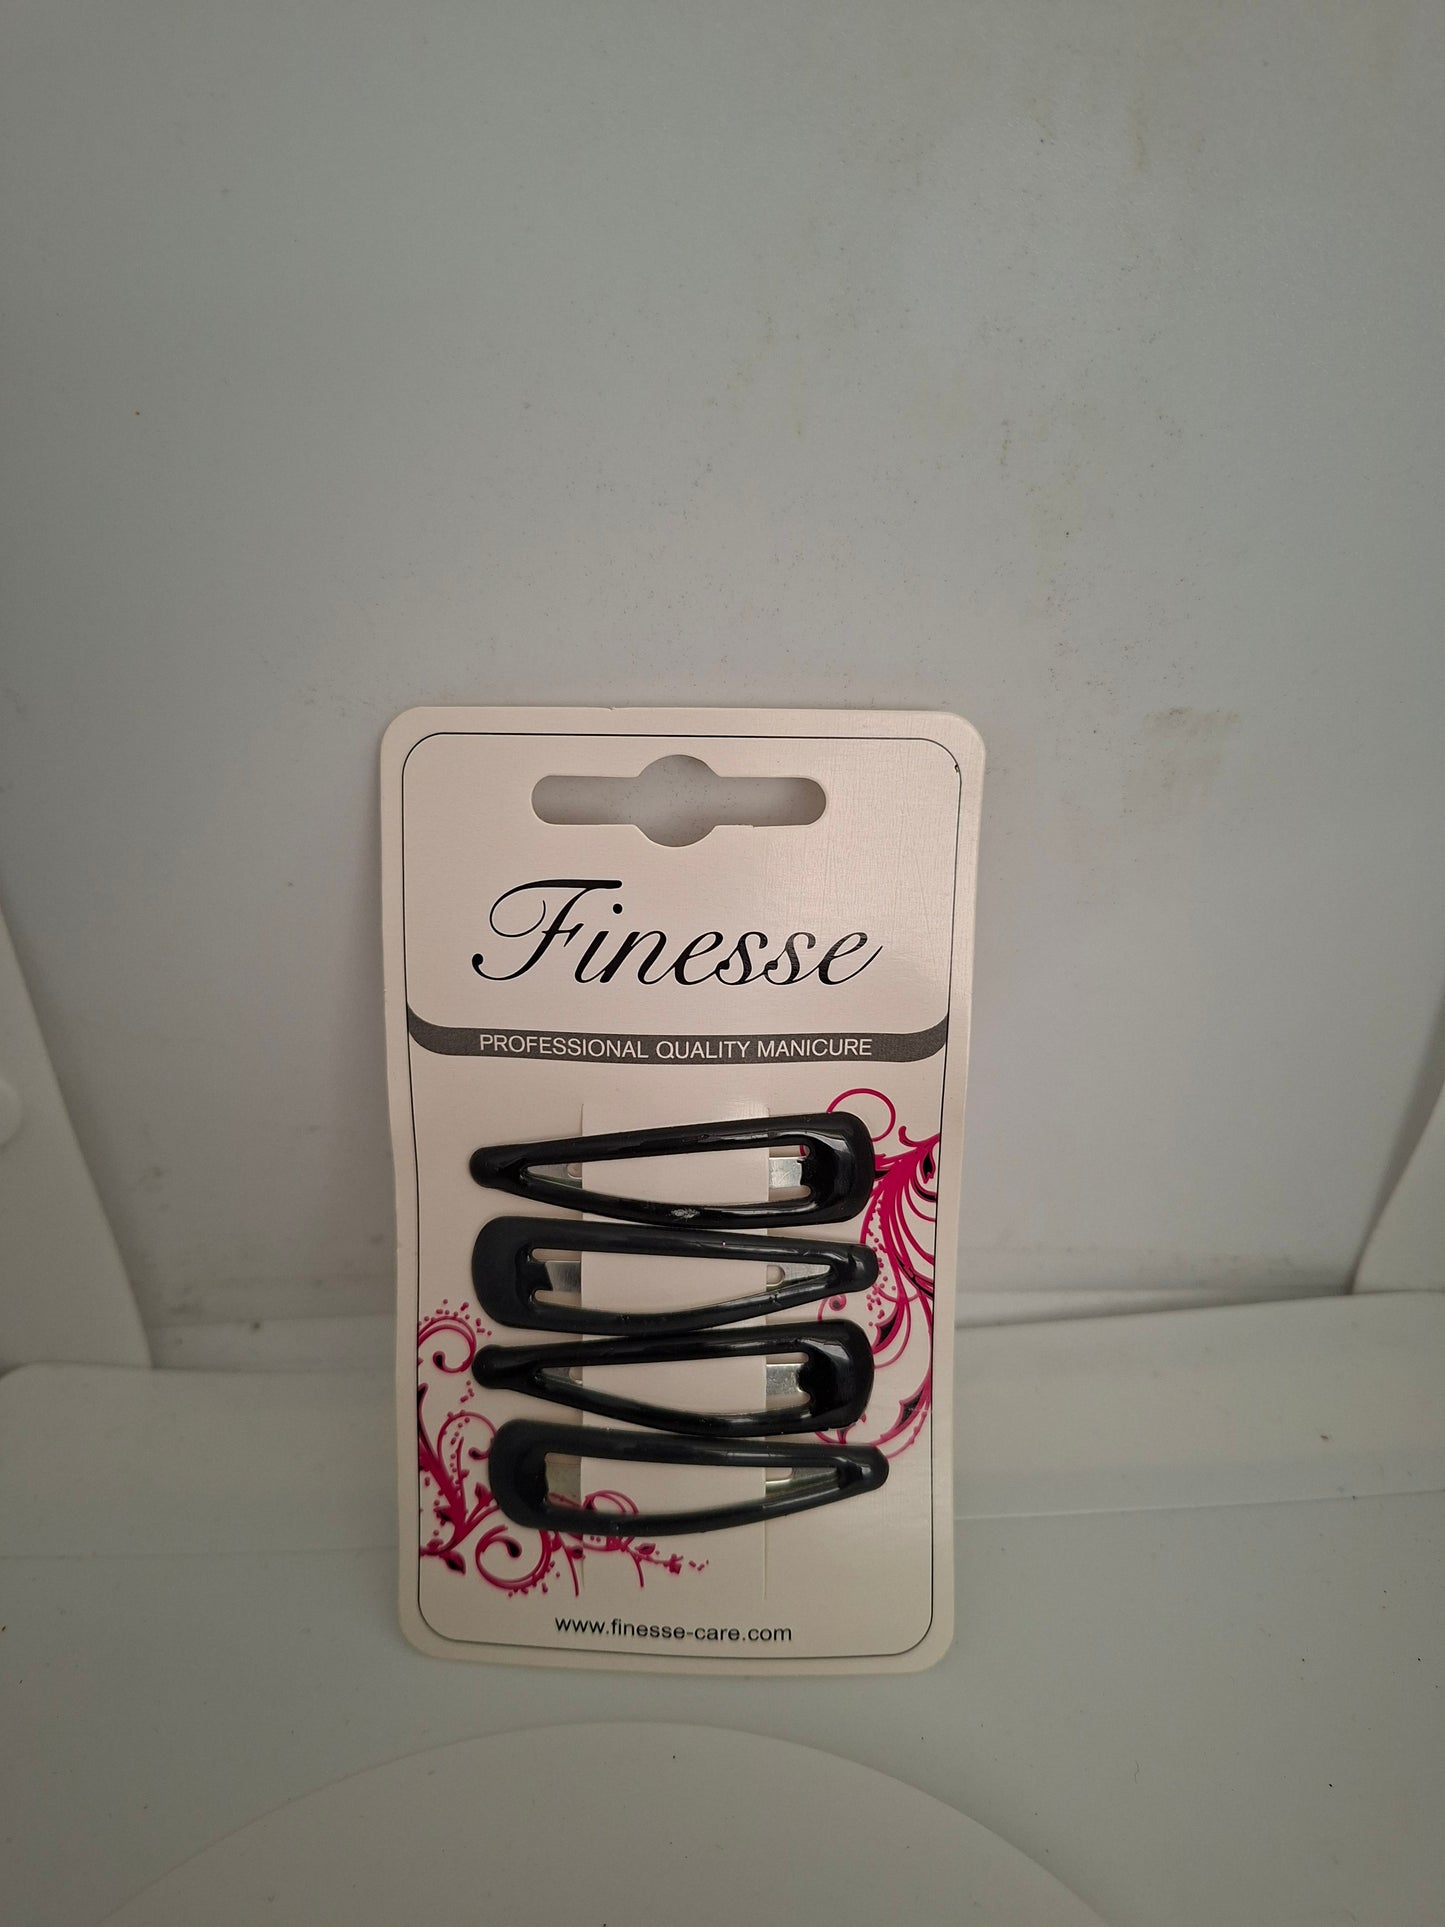 Finesse
PROFESSIONAL QUALITY MANICURE
www.finesse-care.com